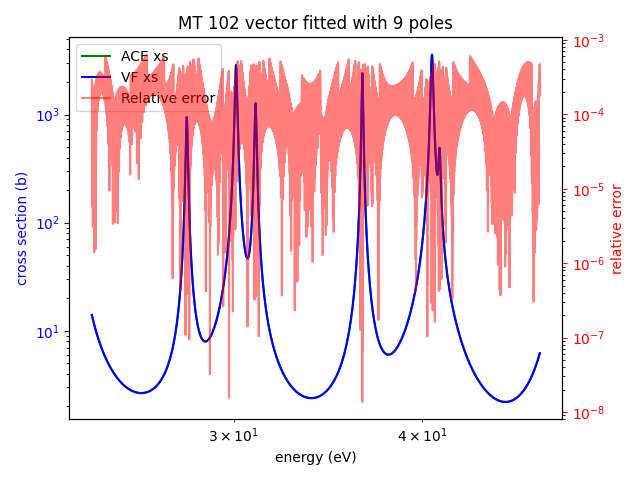 MT 102 vector fitted with 9 poles
ACE xs
VF xs
Relative error
cross section (b)
10³
10²
10¹
10⁻³
10⁻⁴
10⁻⁵
10⁻⁶
10⁻⁷
10⁻⁸
relative error
3 × 10¹
4 × 10¹
energy (eV)